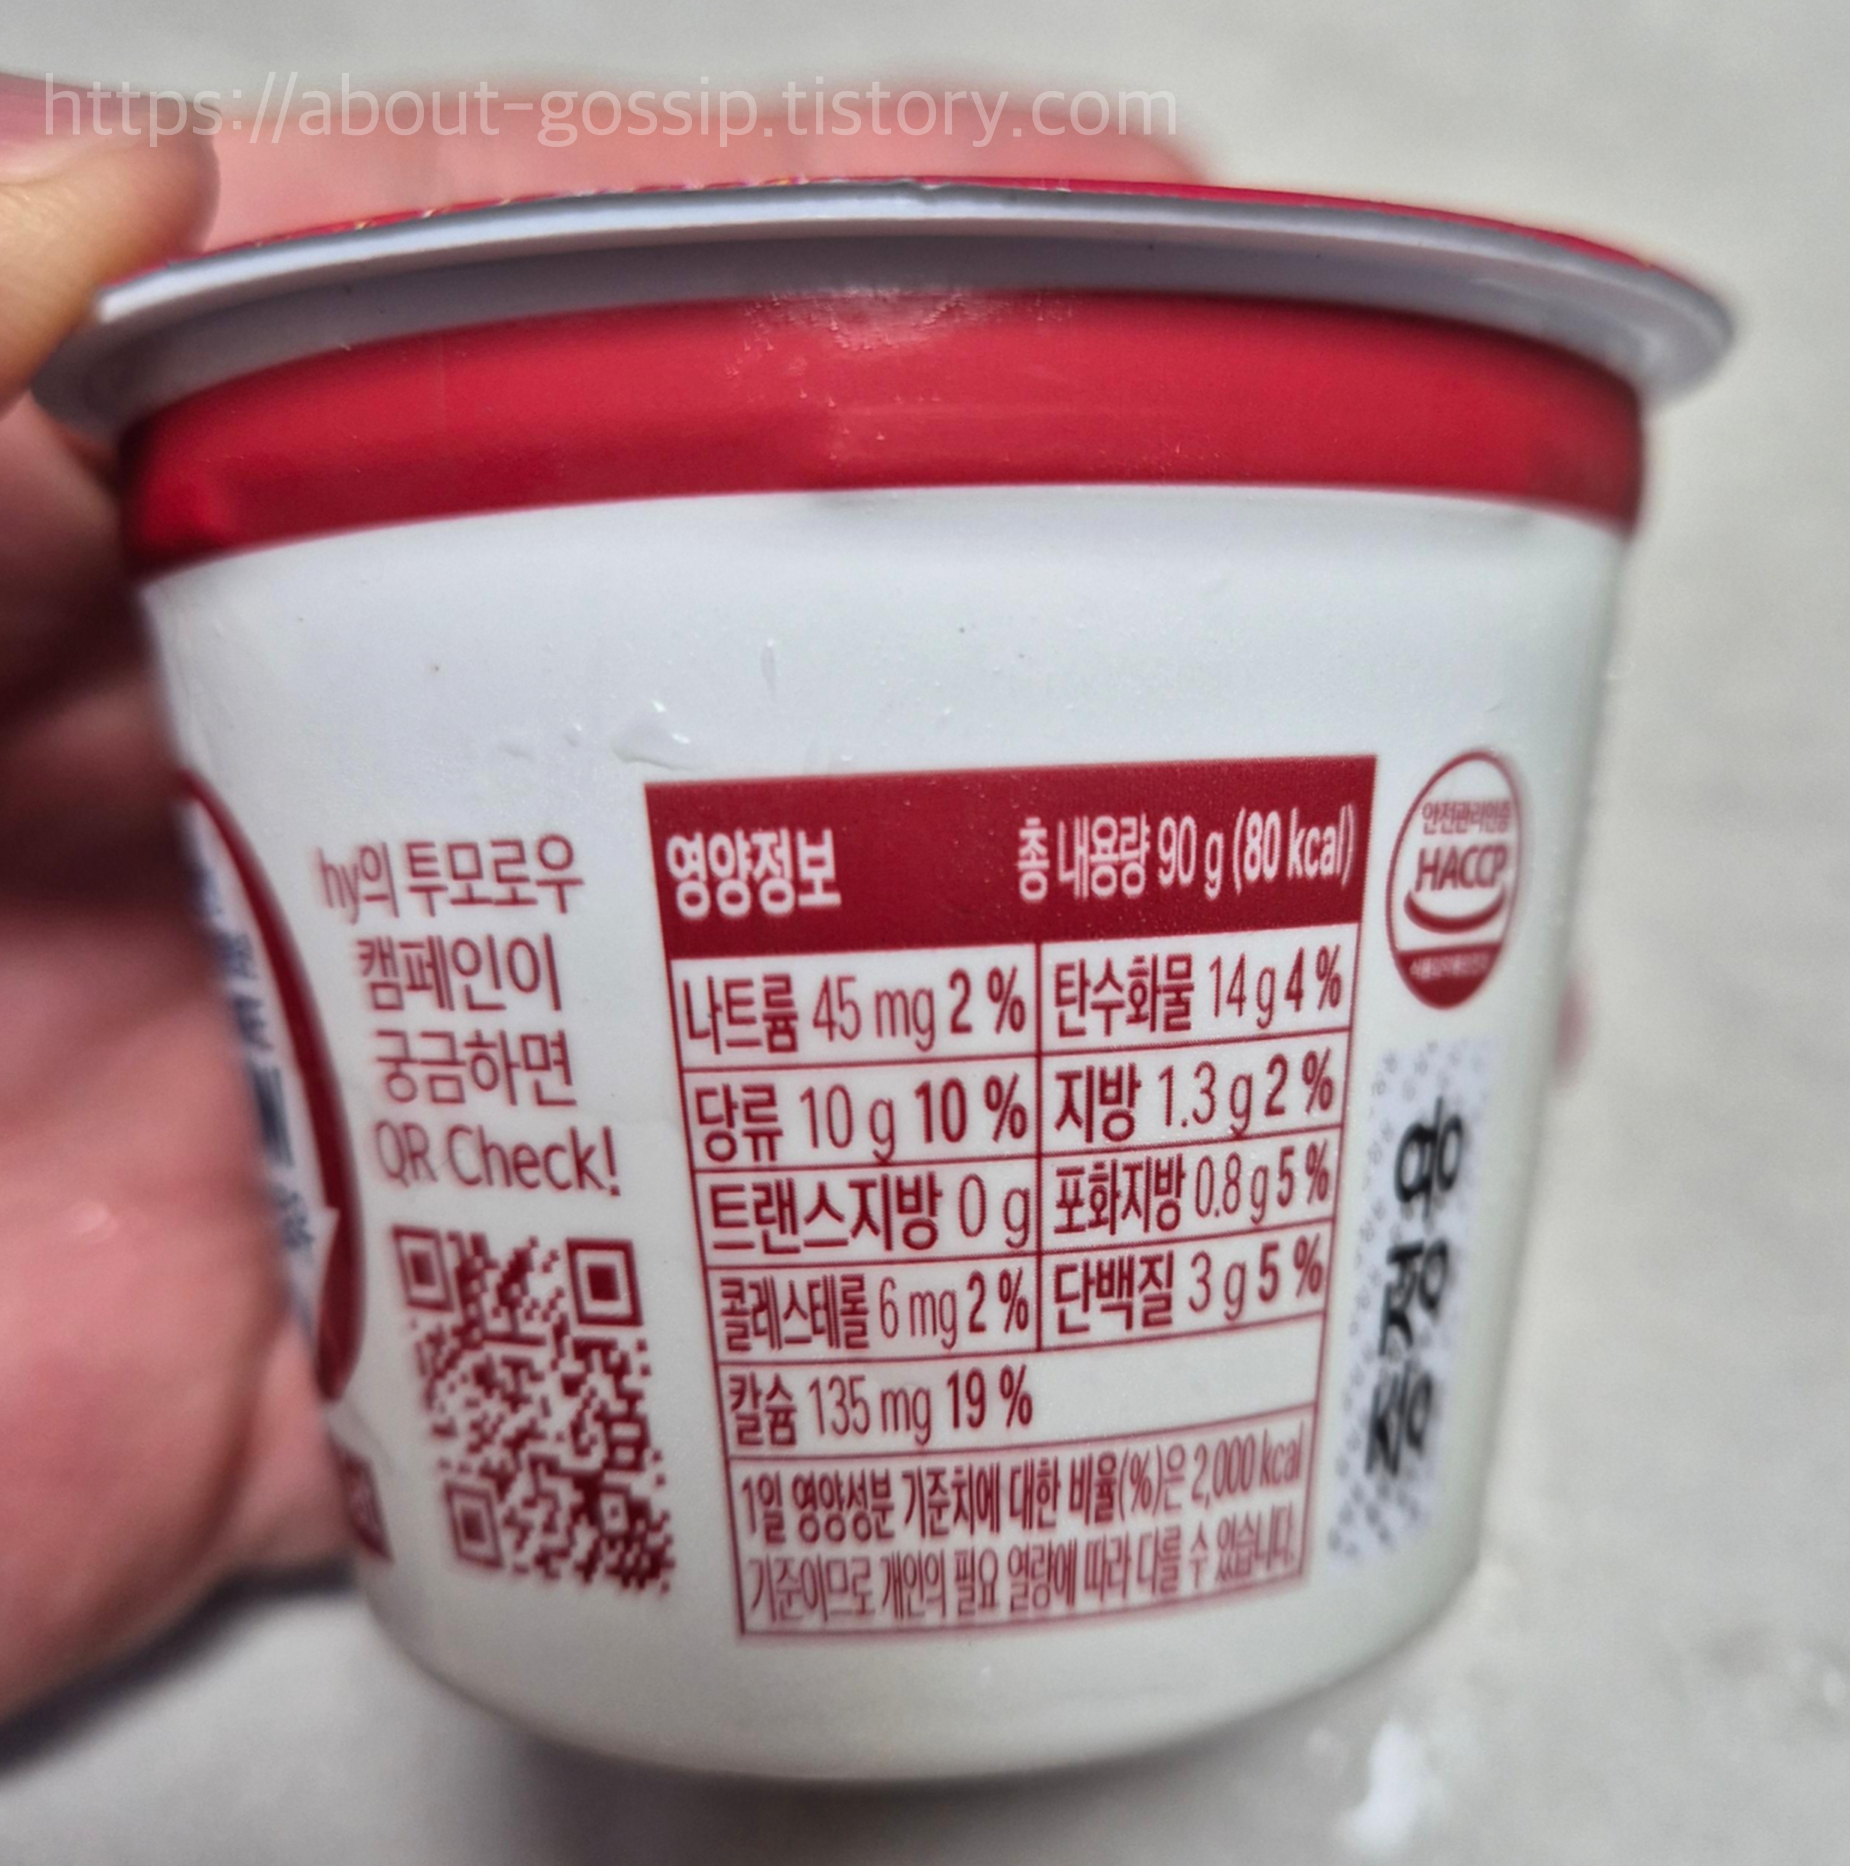 https://about-gossip.tistory.com
hy의 투모로우
캠페인이
궁금하면
QR Check!
영양정보 총 내용량 90 g (80 kcal)
나트륨 45 mg 2 % 탄수화물 14 g 4 %
당류 10 g 10 % 지방 1.3 g 2 %
트랜스지방 0 g 포화지방 0.8 g 5 %
콜레스테롤 6 mg 2 % 단백질 3 g 5 %
칼슘 135 mg 19 %
1일 영양성분 기준치에 대한 비율(%)은 2,000 kcal
기준이므로 개인의 필요 열량에 따라 다를 수 있습니다.
안전관리인증
HACCP